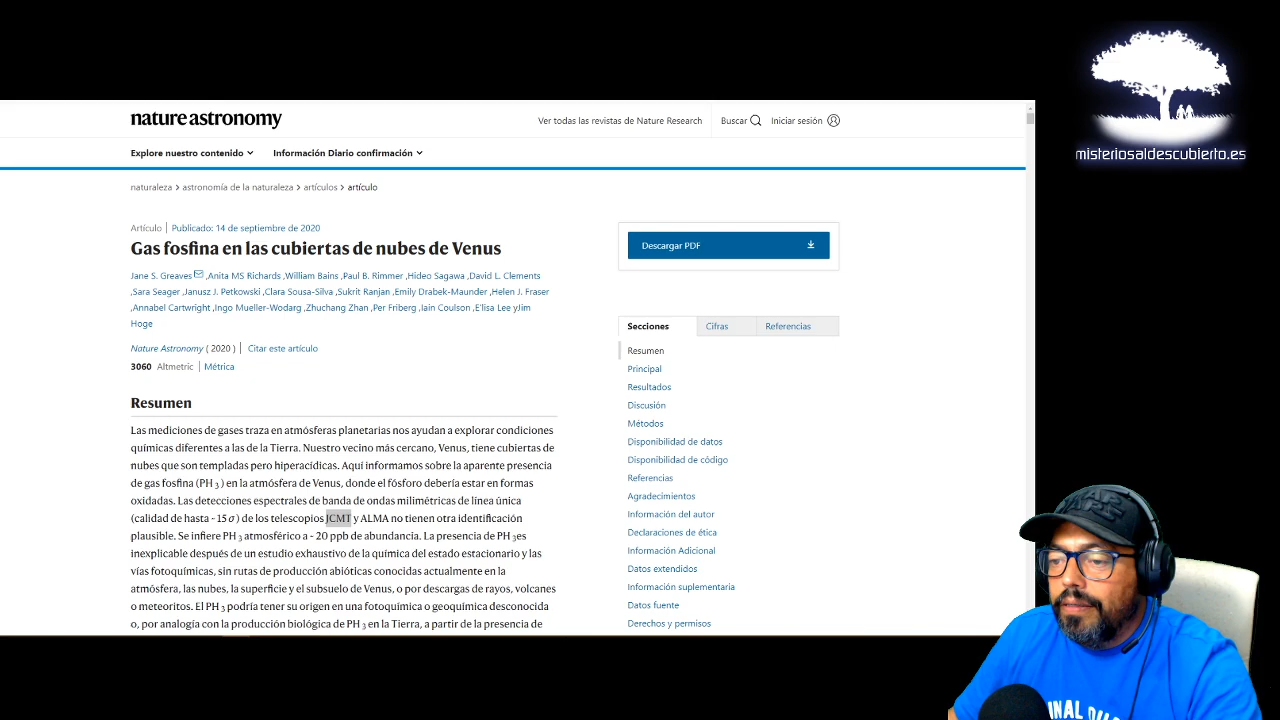 nature astronomy
Ver todas las revistas de Nature Research
Buscar
Iniciar sesión
Explore nuestro contenido
Información Diario confirmación
naturaleza > astronomía de la naturaleza > artículos > artículo
Artículo | Publicado: 14 de septiembre de 2020
Gas fosfina en las cubiertas de nubes de Venus
Jane S. Greaves ,Anita MS Richards ,William Bains ,Paul B. Rimmer ,Hideo Sagawa ,David L. Clements
,Sara Seager ,Janusz J. Petkowski ,Clara Sousa-Silva ,Sukrit Ranjan ,Emily Drabek-Maunder ,Helen J. Fraser
,Annabel Cartwright ,Ingo Mueller-Wodarg ,Zhuchang Zhan ,Per Friberg ,Iain Coulson ,E'lisa Lee yJim
Hoge
Nature Astronomy ( 2020 ) | Citar este artículo
3060 Altmetric | Métrica
Resumen
Las mediciones de gases traza en atmósferas planetarias nos ayudan a explorar condiciones
químicas diferentes a las de la Tierra. Nuestro vecino más cercano, Venus, tiene cubiertas de
nubes que son templadas pero hiperacídicas. Aquí informamos sobre la aparente presencia
de gas fosfina (PH 3 ) en la atmósfera de Venus, donde el fósforo debería estar en formas
oxidadas. Las detecciones espectrales de banda de ondas milimétricas de línea única
(calidad de hasta ~ 15 σ ) de los telescopios JCMT y ALMA no tienen otra identificación
plausible. Se infiere PH 3 atmosférico a ~ 20 ppb de abundancia. La presencia de PH 3es
inexplicable después de un estudio exhaustivo de la química del estado estacionario y las
vías fotoquímicas, sin rutas de producción abióticas conocidas actualmente en la
atmósfera, las nubes, la superficie y el subsuelo de Venus, o por descargas de rayos, volcanes
o meteoritos. El PH 3 podría tener su origen en una fotoquímica o geoquímica desconocida
o, por analogía con la producción biológica de PH 3 en la Tierra, a partir de la presencia de
Descargar PDF
Secciones
Cifras
Referencias
Resumen
Principal
Resultados
Discusión
Métodos
Disponibilidad de datos
Disponibilidad de código
Referencias
Agradecimientos
Información del autor
Declaraciones de ética
Información Adicional
Datos extendidos
Información suplementaria
Datos fuente
Derechos y permisos
misteriosaldescubierto.es